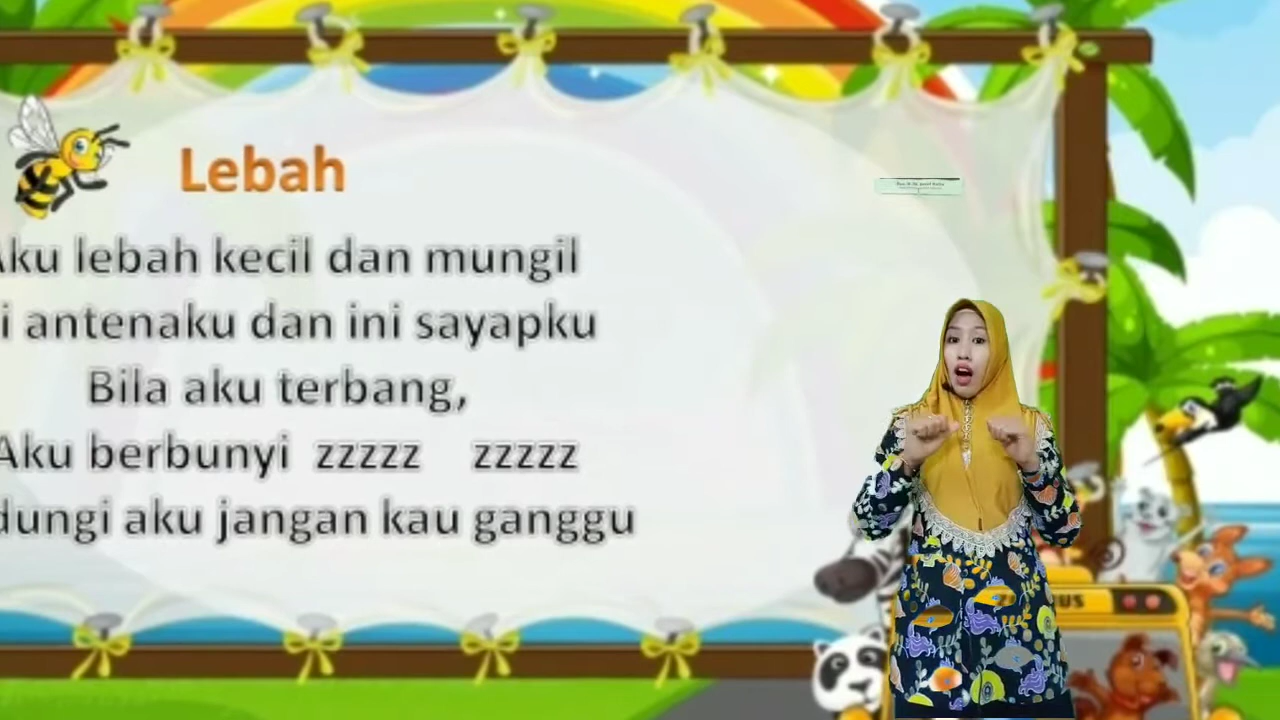 Lebah
Aku lebah kecil dan mungil
i antenaku dan ini sayapku
Bila aku terbang,
Aku berbunyi zzzzz zzzzz
dungi aku jangan kau ganggu
BUS